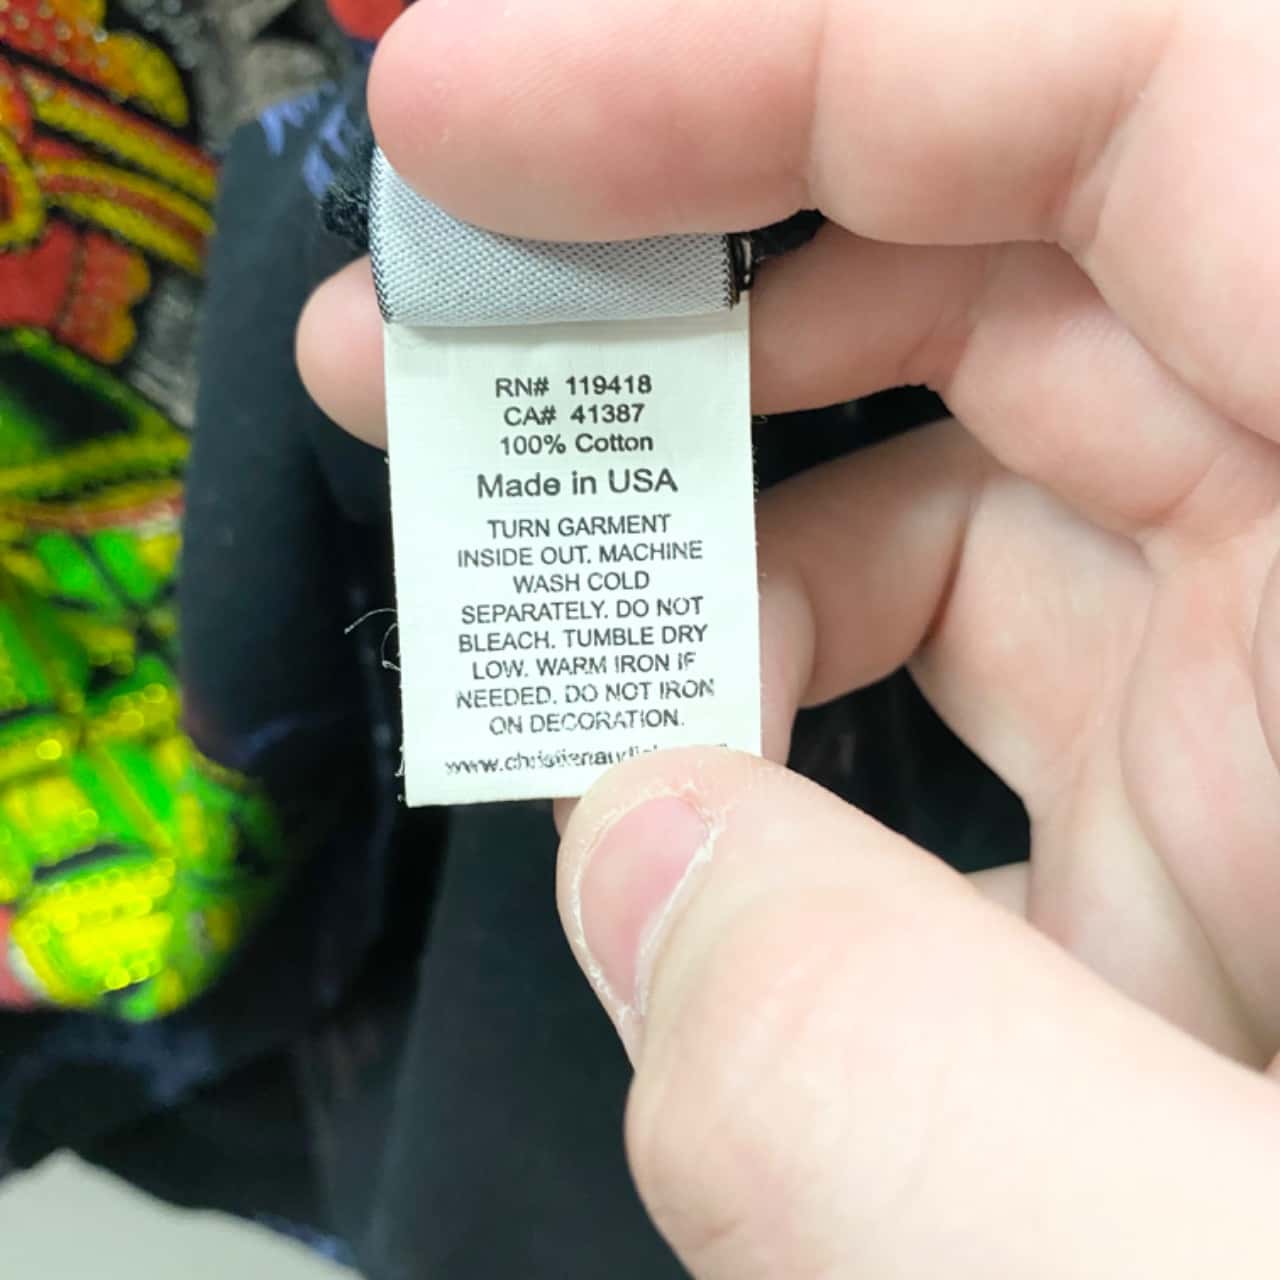 RN# 119418
CA# 41387
100% Cotton
Made in USA
TURN GARMENT
INSIDE OUT. MACHINE
WASH COLD
SEPARATELY. DO NOT
BLEACH. TUMBLE DRY
LOW. WARM IRON IF
NEEDED. DO NOT IRON
ON DECORATION.